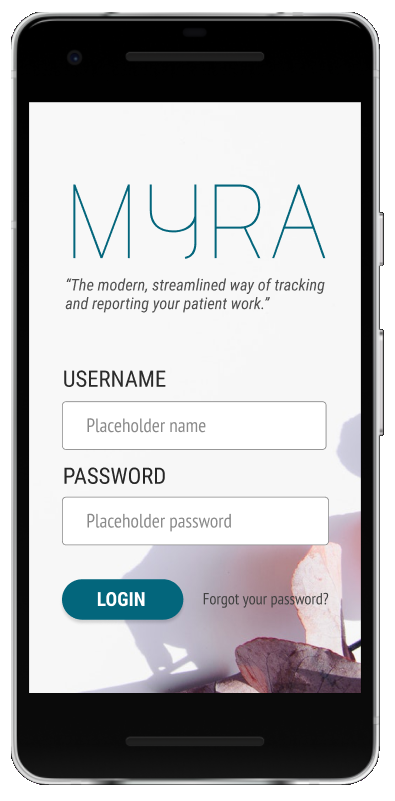 MYRA
“The modern, streamlined way of tracking
and reporting your patient work.”
USERNAME
Placeholder name
PASSWORD
Placeholder password
LOGIN Forgot your password?